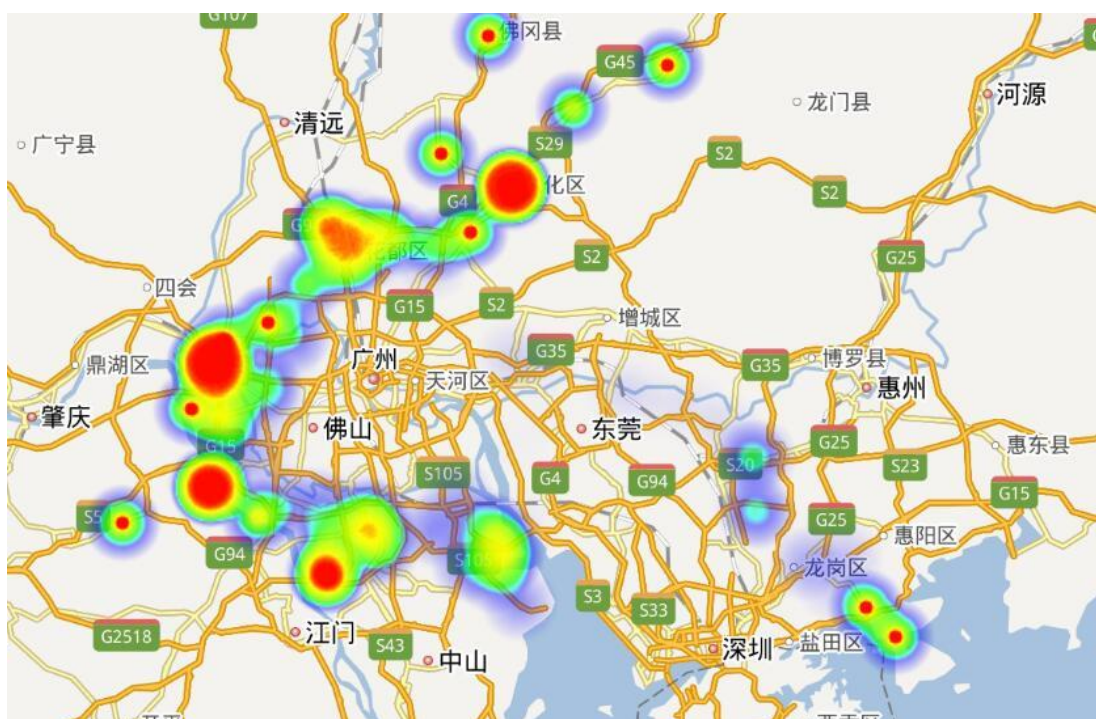 G107
佛冈县
G45
河源
龙门县
清远
广宁县
S29
S2
化区
S2
G4
花都区
S2
G25
四会
G15
S2
增城区
G35
G35
博罗县
鼎湖区
广州
天河区
惠州
肇庆
佛山
东莞
G25
惠东县
G15
S105
S20
S23
G4
G94
G15
G25
惠阳区
G94
龙岗区
S3
S33
G2518
江门
S43
中山
深圳
盐田区